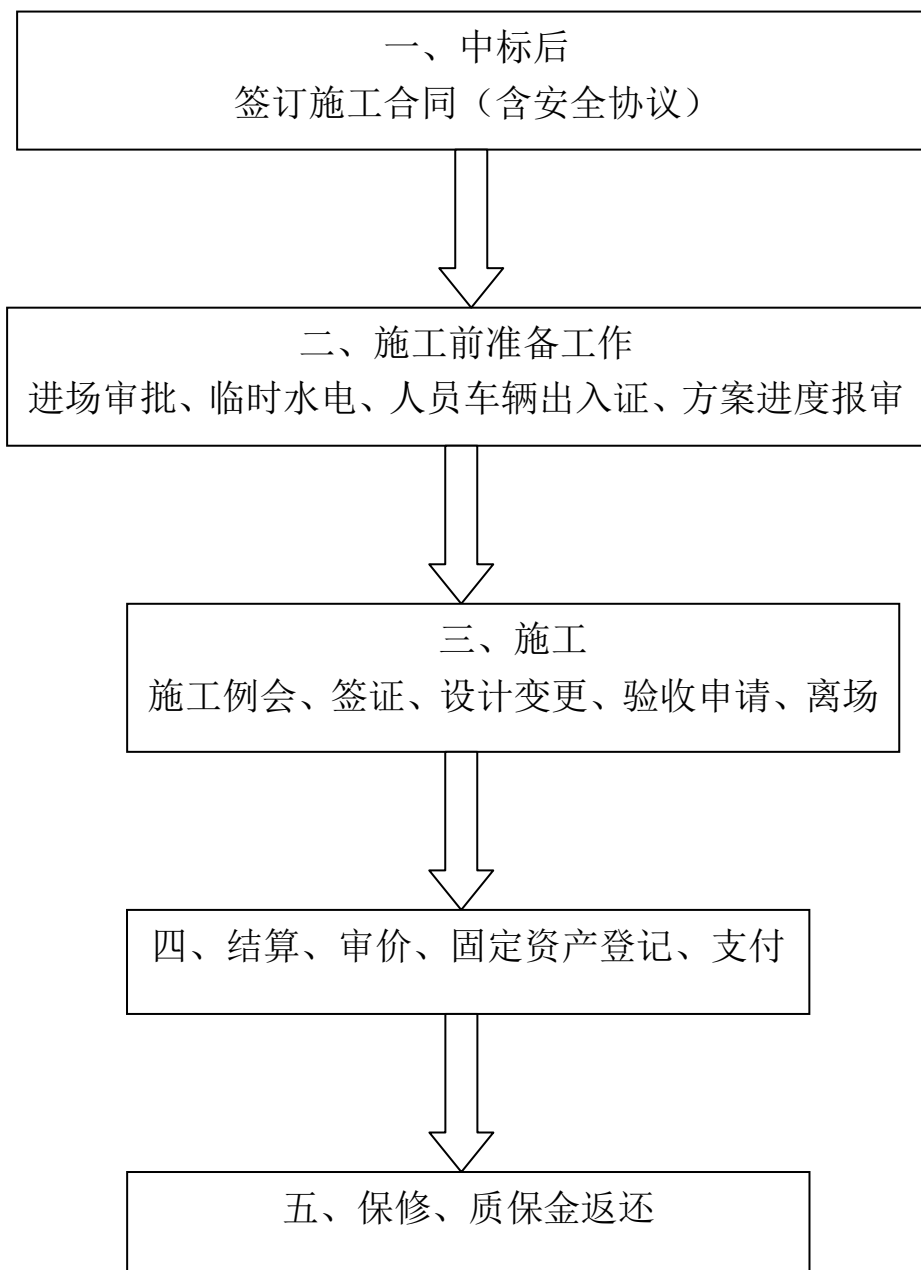 一、中标后
签订施工合同（含安全协议）
二、施工前准备工作
进场审批、临时水电、人员车辆出入证、方案进度报审
三、施工
施工例会、签证、设计变更、验收申请、离场
四、结算、审价、固定资产登记、支付
五、保修、质保金返还